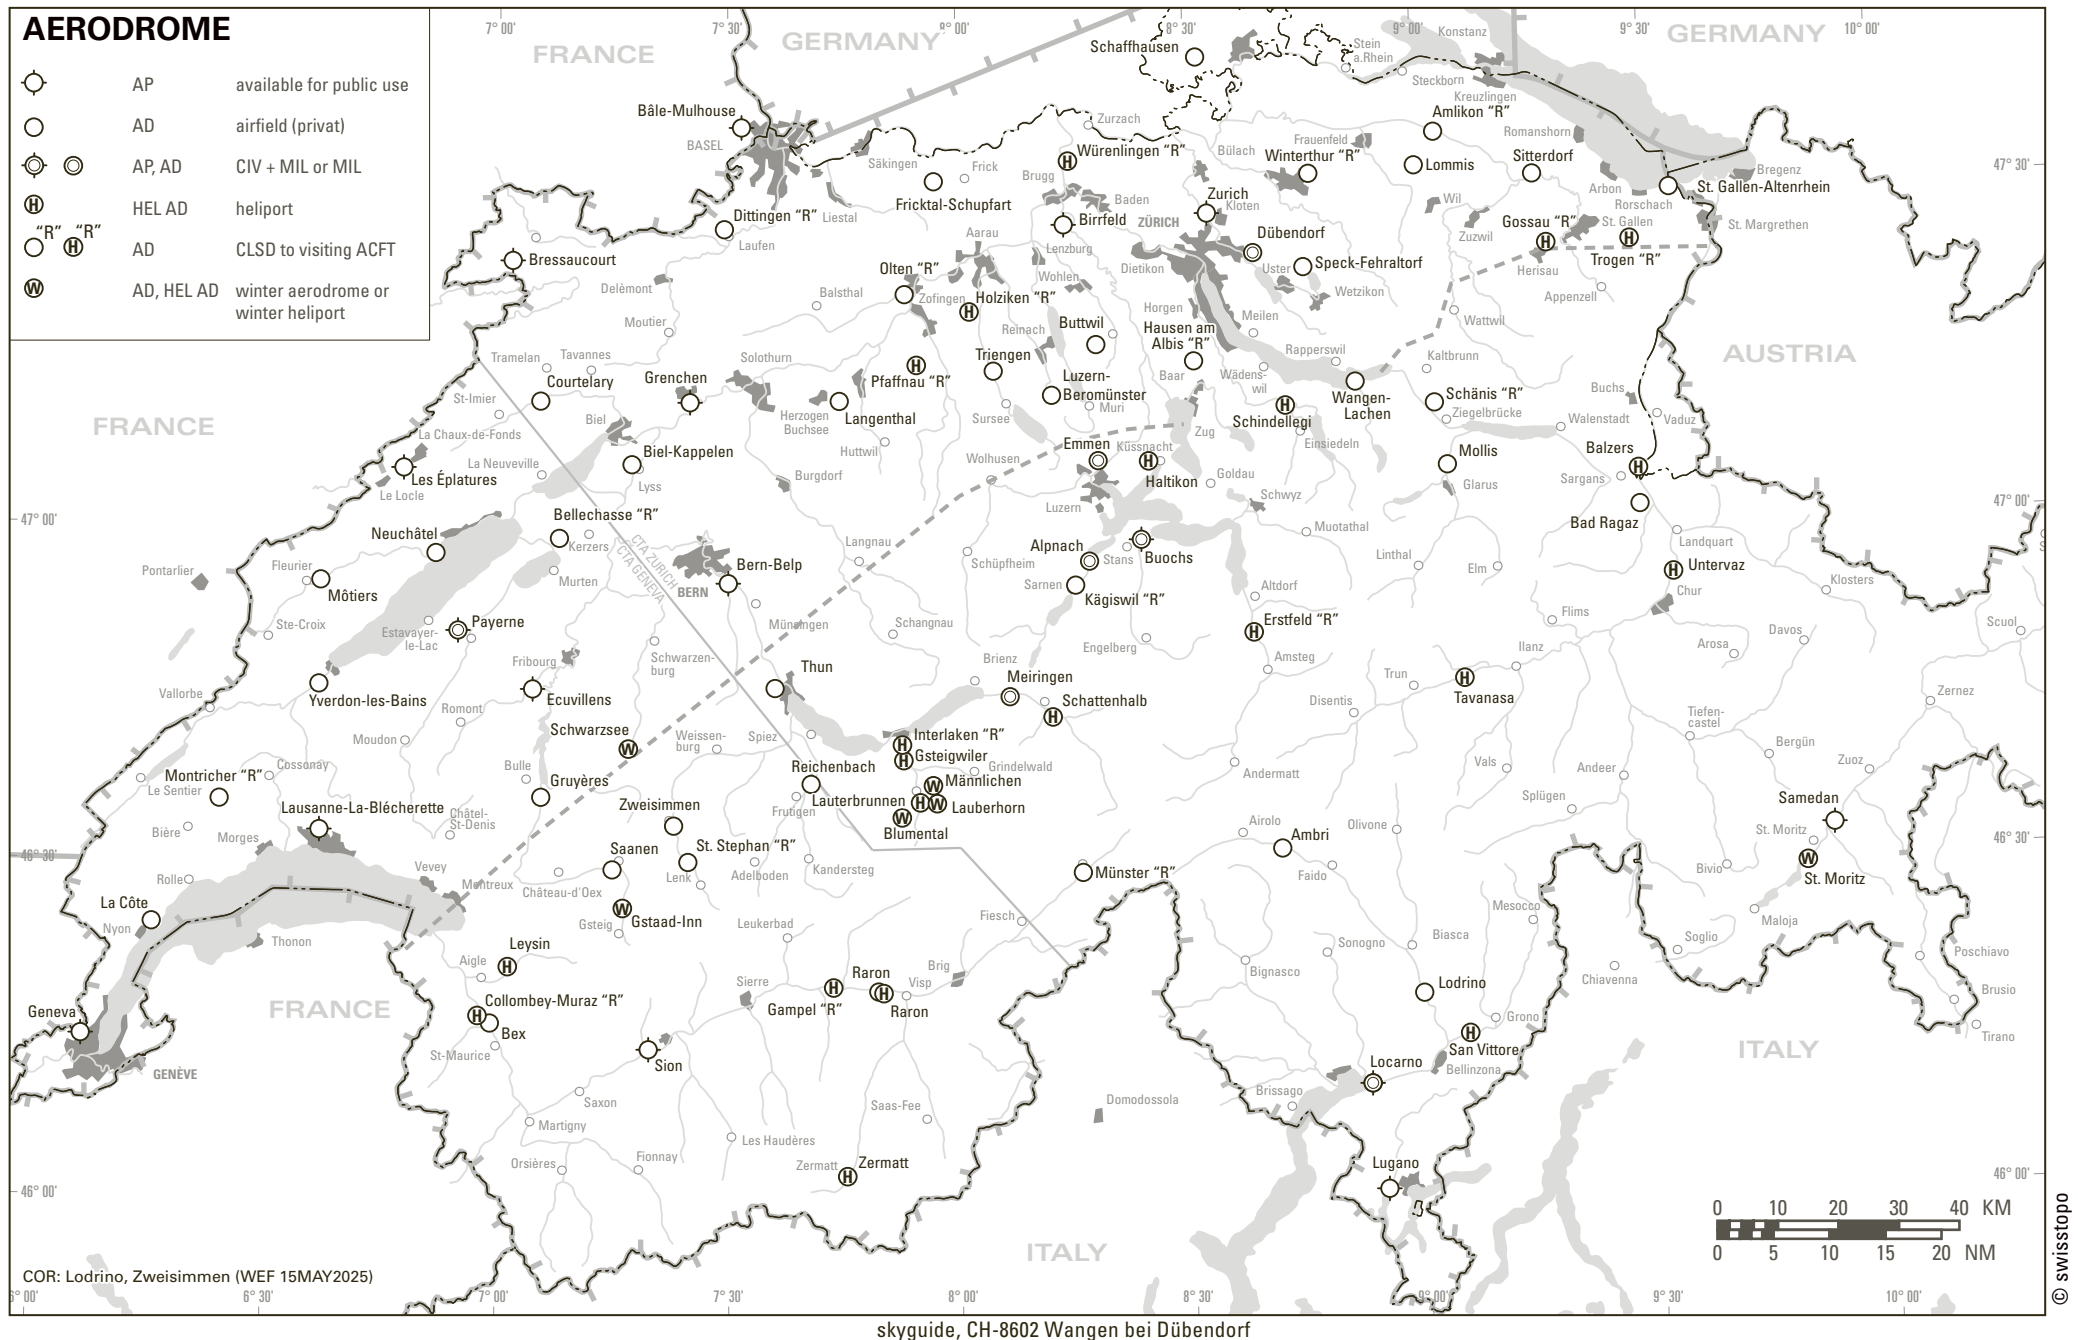 AERODROME
AP available for public use
AD airfield (privat)
AP, AD CIV + MIL or MIL
HEL AD heliport
“R” “R”
AD CLSD to visiting ACFT
AD, HEL AD winter aerodrome or
winter heliport
7° 00’
7° 30’
8° 00’
8° 30’
9° 00’
9° 30’
10° 00’
FRANCE
GERMANY
GERMANY
Schaffhausen
Stein
a.Rhein
Konstanz
Steckborn
Kreuzlingen
Bâle-Mulhouse
BASEL
Zurzach
Amlikon “R”
Romanshorn
Säkingen
Frick
Würenlingen “R”
Bülach
Frauenfeld
Winterthur “R”
Lommis
Sitterdorf
Bregenz
47° 30’
Fricktal-Schupfart
Brugg
Baden
Zurich
Kloten
Arbon
Rorschach
St. Gallen-Altenrhein
Wil
Dittingen “R”
Liestal
Laufen
Birrfeld
ZÜRICH
Dübendorf
Zuzwil
Gossau “R”
St. Gallen
St. Margrethen
Bressaucourt
Aarau
Lenzburg
Dietikon
Uster
Speck-Fehraltorf
Herisau
Trogen “R”
Olten “R”
Wohlen
Wetzikon
Appenzell
Delèmont
Balsthal
Zofingen
Holziken “R”
Horgen
Meilen
Wattwil
Moutier
Reinach
Buttwil
Hausen am
Albis “R”
Rapperswil
Kaltbrunn
AUSTRIA
Tramelan
Tavannes
Solothurn
Triengen
Courtelary
Grenchen
Pfaffnau “R”
Luzern-
Beromünster
Baar
Wädens-
wil
Wangen-
Lachen
Schänis “R”
Buchs
St-Imier
Herzogen
Buchsee
Langenthal
Sursee
Muri
Schindellegi
Ziegelbrücke
Walenstadt
Vaduz
FRANCE
La Chaux-de-Fonds
Biel
Huttwil
Zug
Einsiedeln
Emmen
Küssnacht
Balzers
Les Éplatures
La Neuveville
Biel-Kappelen
Wolhusen
Goldau
Mollis
Le Locle
Lyss
Burgdorf
Haltikon
Glarus
Sargans
Luzern
Schwyz
47° 00’
47° 00’
Bellechasse “R”
Neuchâtel
Kerzers
Muotathal
Bad Ragaz
CTA ZURICH
CTA GENEVA
Langnau
Alpnach
Stans
Buochs
Landquart
Pontarlier
Fleurier
Môtiers
Murten
Bern-Belp
BERN
Schüpfheim
Sarnen
Kägiswil “R”
Linthal
Elm
Untervaz
Klosters
Altdorf
Chur
Payerne
Estavayer-
le-Lac
Ste-Croix
Münsingen
Schangnau
Erstfeld “R”
Flims
Scuol
Engelberg
Davos
Arosa
Fribourg
Schwarzen-
burg
Thun
Brienz
Meiringen
Amsteg
Ilanz
Trun
Vallorbe
Yverdon-les-Bains
Ecuvillens
Schattenhalb
Tavanasa
Zernez
Romont
Disentis
Tiefen-
castel
Schwarzsee
Moudon
Weissen-
burg
Spiez
Interlaken “R”
Gsteigwiler
Bergün
Zuoz
Montricher “R”
Cossonay
Bulle
Reichenbach
Grindelwald
Andermatt
Vals
Andeer
Le Sentier
Gruyères
Männlichen
Lauterbrunnen
Lauberhorn
Splügen
Samedan
Lausanne-La-Blécherette
Châtel-
St-Denis
Zweisimmen
Frutigen
Blumental
Airolo
Ambri
Olivone
St. Moritz
Bière
Morges
Saanen
St. Stephan “R”
46° 30’
46° 30’
Rolle
Vevey
Montreux
Château-d’Oex
Lenk
Adelboden
Kandersteg
Münster “R”
Faido
Bivio
St. Moritz
La Côte
Nyon
Gsteig
Gstaad-Inn
Leukerbad
Fiesch
Mesocco
Maloja
Thonon
Leysin
Sonogno
Biasca
Soglio
Poschiavo
Aigle
Brig
Bignasco
Chiavenna
Sierre
Raron
Visp
Lodrino
Brusio
FRANCE
Collombey-Muraz “R”
Gampel “R”
Raron
Geneva
Bex
Grono
St-Maurice
San Vittore
ITALY
Tirano
GENÈVE
Sion
Locarno
Bellinzona
Saxon
Saas-Fee
Domodossola
Brissago
Martigny
Les Haudères
Orsières
Fionnay
Zermatt
Zermatt
Lugano
46° 00’
46° 00’
ITALY
0 10 20 30 40 KM
0 5 10 15 20 NM
COR: Lodrino, Zweisimmen (WEF 15MAY2025)
6° 00’
6° 30’
7° 00’
7° 30’
8° 00’
8° 30’
9° 00’
9° 30’
10° 00’
© swisstopo
skyguide, CH-8602 Wangen bei Dübendorf